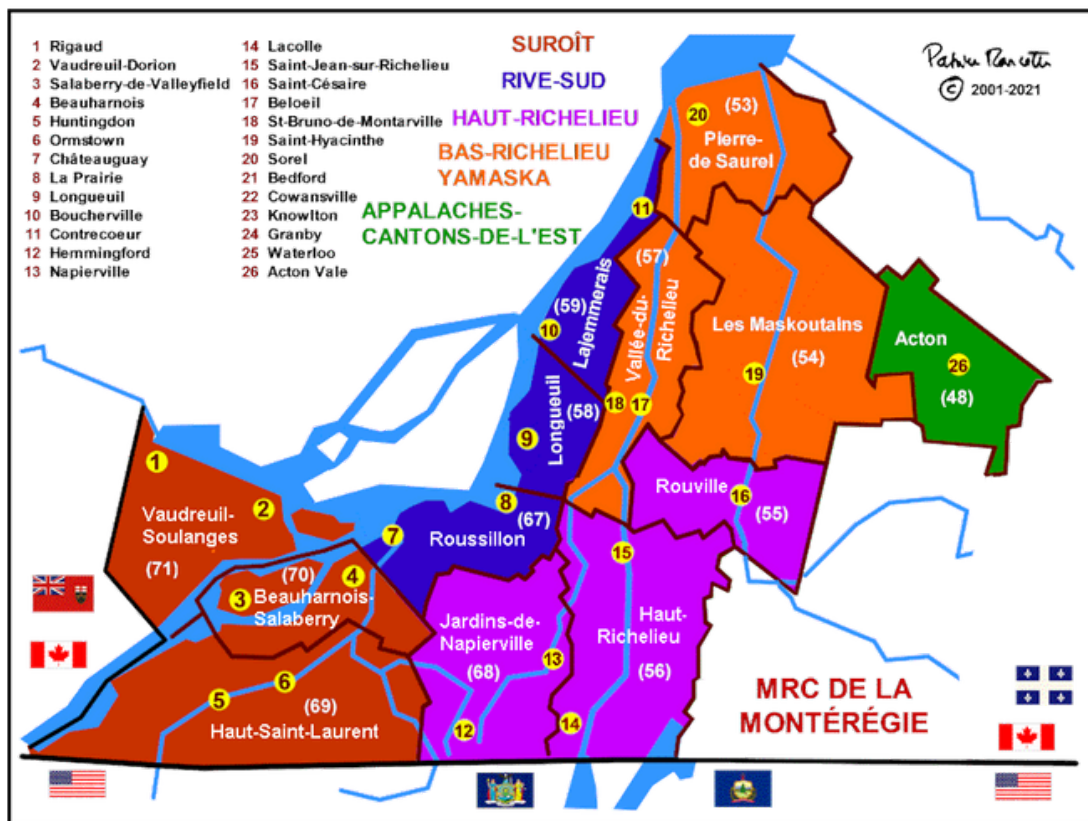 1 Rigaud
2 Vaudreuil-Dorion
3 Salaberry-de-Valleyfield
4 Beauharnois
5 Huntingdon
6 Ormstown
7 Châteauguay
8 La Prairie
9 Longueuil
10 Boucherville
11 Contrecoeur
12 Hemmingford
13 Napierville
14 Lacolle
15 Saint-Jean-sur-Richelieu
16 Saint-Césaire
17 Beloeil
18 St-Bruno-de-Montarville
19 Saint-Hyacinthe
20 Sorel
21 Bedford
22 Cowansville
23 Knowlton
24 Granby
25 Waterloo
26 Acton Vale
SUROÎT
RIVE-SUD
HAUT-RICHELIEU
BAS-RICHELIEU
YAMASKA
APPALACHES-
CANTONS-DE-L'EST
© 2001-2021
20
(53)
Pierre-
de Saurel
11
(57)
Vallée-du-
Richelieu
(59)
Lajemmerais
10
Les Maskoutains
(54)
19
Acton
26
(48)
18
17
(58)
Longueuil
9
1
2
Vaudreuil-
Soulanges
(71)
8
(67)
7
Roussillon
Rouville
16
(55)
15
(70)
4
3
Beauharnois-
Salaberry
Jardins-de-
Napierville
(68)
13
12
Haut-
Richelieu
(56)
14
6
5
(69)
Haut-Saint-Laurent
MRC DE LA
MONTÉRÉGIE